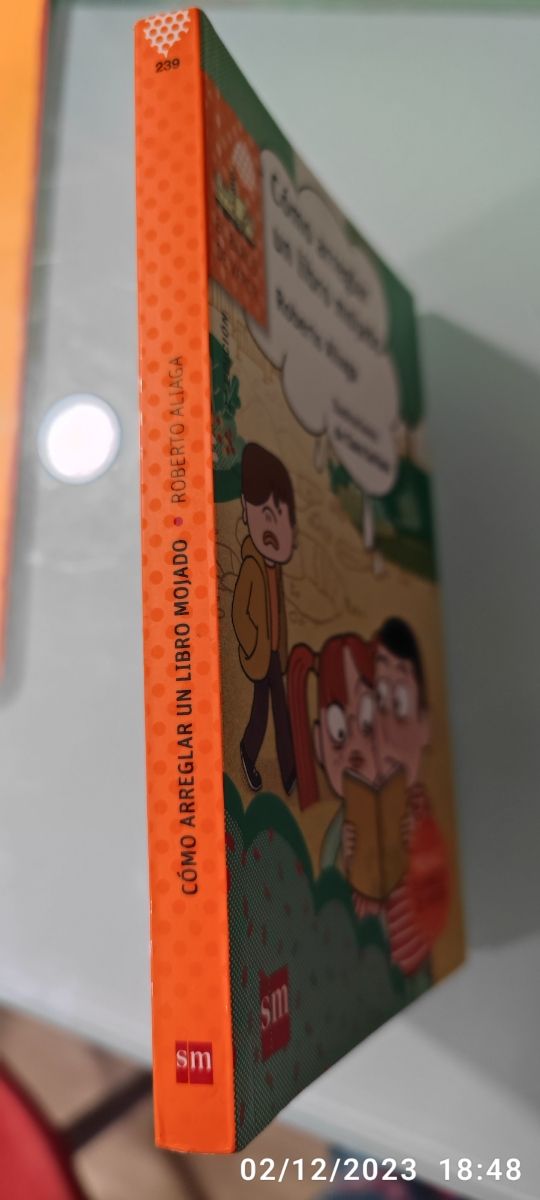 239
CÓMO ARREGLAR UN LIBRO MOJADO • ROBERTO ALIAGA
sm
Cómo arreglar
un libro mojado
Roberto Aliaga
sm
02/12/2023 18:48